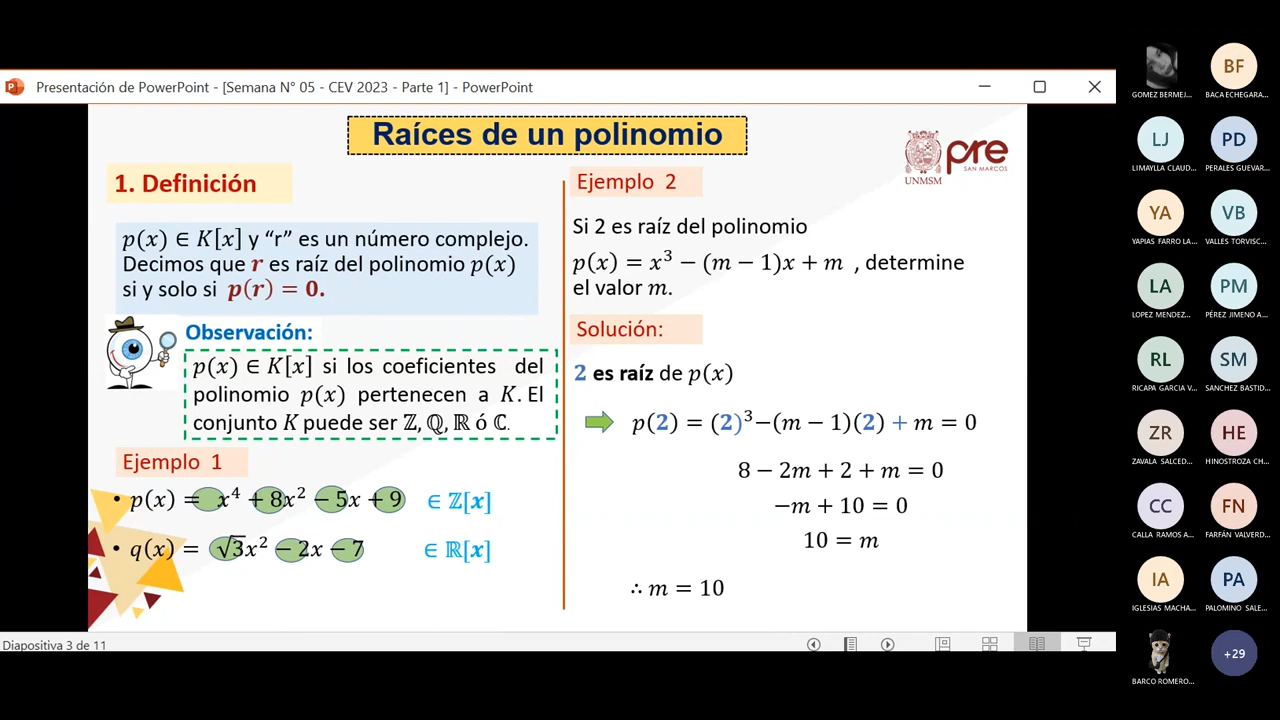 Presentación de PowerPoint - [Semana N° 05 - CEV 2023 - Parte 1] - PowerPoint
Raíces de un polinomio
UNMSM
pre
SAN MARCOS
1. Definición
p(x) ∈ K[x] y “r” es un número complejo.
Decimos que r es raíz del polinomio p(x)
si y solo si p(r) = 0.
Observación:
p(x) ∈ K[x] si los coeficientes del
polinomio p(x) pertenecen a K. El
conjunto K puede ser ℤ, ℚ, ℝ ó ℂ.
Ejemplo 1
• p(x) = x⁴ + 8x² − 5x + 9 ∈ ℤ[x]
• q(x) = √3x² − 2x − 7 ∈ ℝ[x]
Ejemplo 2
Si 2 es raíz del polinomio
p(x) = x³ − (m − 1)x + m , determine
el valor m.
Solución:
2 es raíz de p(x)
p(2) = (2)³−(m − 1)(2) + m = 0
8 − 2m + 2 + m = 0
−m + 10 = 0
10 = m
∴ m = 10
Diapositiva 3 de 11
GOMEZ BERMEJ...
BF
BACA ECHEGARA...
LJ
LIMAYLLA CLAUD...
PD
PERALES GUEVAR...
YA
YAPIAS FARRO LA...
VB
VALLES TORVISC...
LA
LOPEZ MENDEZ...
PM
PÉREZ JIMENO A...
RL
RICAPA GARCIA V...
SM
SANCHEZ BASTID...
ZR
ZAVALA SALCED...
HE
HINOSTROZA CH...
CC
CALLA RAMOS A...
FN
FARFÁN VALVERD...
IA
IGLESIAS MACHA...
PA
PALOMINO SALE...
BARCO ROMERO...
+29